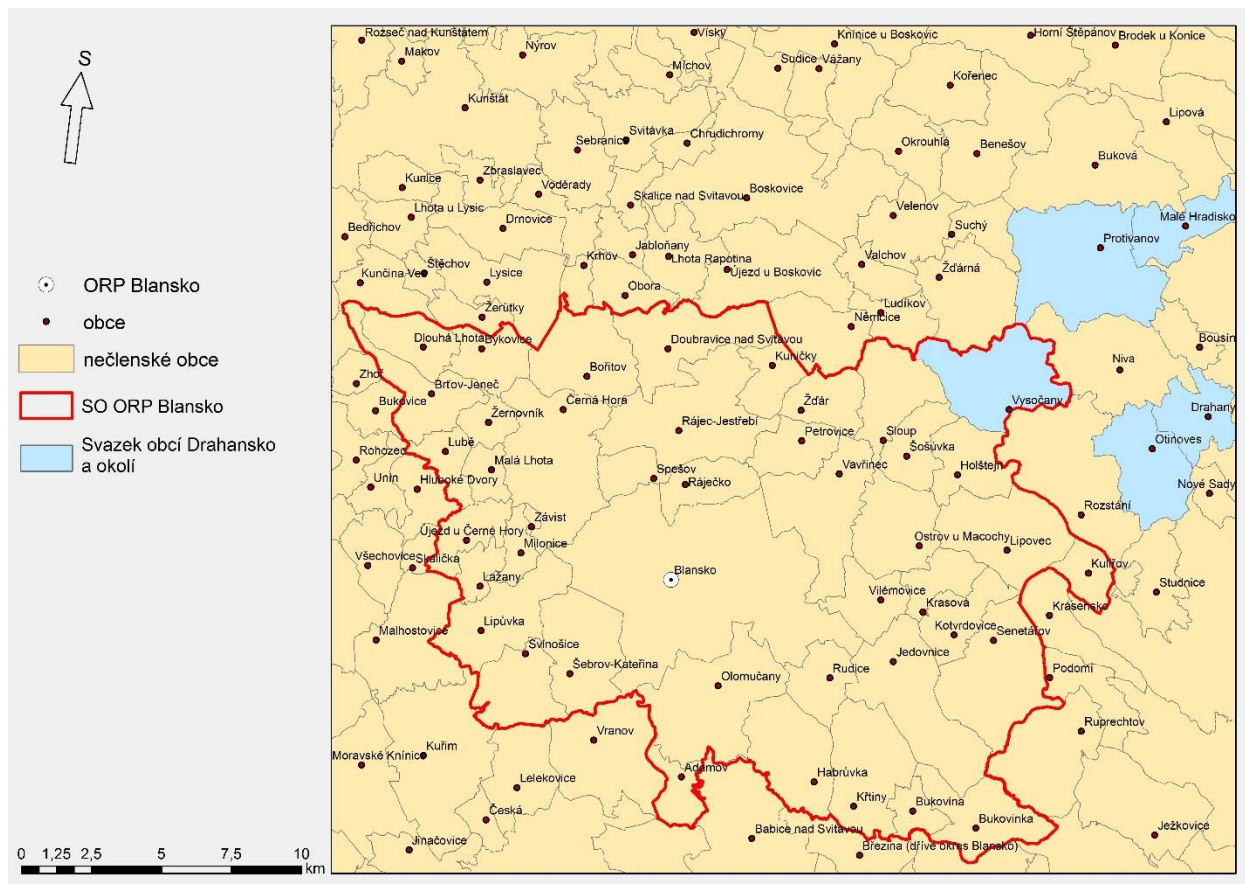 S
ORP Blansko
obce
nečlenské obce
SO ORP Blansko
Svazek obcí Drahansko
a okolí
0 1,25 2,5 5 7,5 10
km
Rozseč nad Kunštátem
Makov
Nýrov
Vísky
Míchov
Sudice
Vážany
Knínice u Boskovic
Horní Štěpánov
Brodek u Konice
Kořenec
Kunštát
Lipová
Sebranice
Svitávka
Chrudichromy
Okrouhlá
Benešov
Buková
Kunice
Zbraslavec
Voděrady
Skalice nad Svitavou
Boskovice
Lhota u Lysic
Drnovice
Velenov
Suchý
Malé Hradisko
Protivanov
Bedřichov
Štěchov
Kunčina Ves
Lysice
Krhov
Jabloňany
Lhota Rapotina
Újezd u Boskovic
Valchov
Žďárná
Obora
Žerůtky
Ludíkov
Němčice
Dlouhá Lhota
Býkovice
Doubravice nad Svitavou
Kuničky
Niva
Bousín
Zhoř
Brťov-Jeneč
Bořitov
Bukovice
Žernovník
Černá Hora
Žďár
Vysočany
Drahany
Rájec-Jestřebí
Petrovice
Sloup
Šošůvka
Otinoves
Rohozec
Lubě
Malá Lhota
Spešov
Ráječko
Vavřinec
Holštejn
Unín
Hluboké Dvory
Nové Sady
Rozstání
Závist
Újezd u Černé Hory
Milonice
Ostrov u Macochy
Lipovec
Všechovice
Skalička
Lažany
Blansko
Kulířov
Studnice
Vilémovice
Krasová
Krásensko
Malhostovice
Lipůvka
Kotvrdovice
Senetářov
Svinošice
Jedovnice
Šebrov-Kateřina
Olomučany
Rudice
Podomí
Ruprechtov
Vranov
Kuřim
Moravské Knínice
Lelekovice
Adamov
Habrůvka
Křtiny
Bukovina
Bukovinka
Česká
Babice nad Svitavou
Ježkovice
Jinačovice
Březina (dříve okres Blansko)